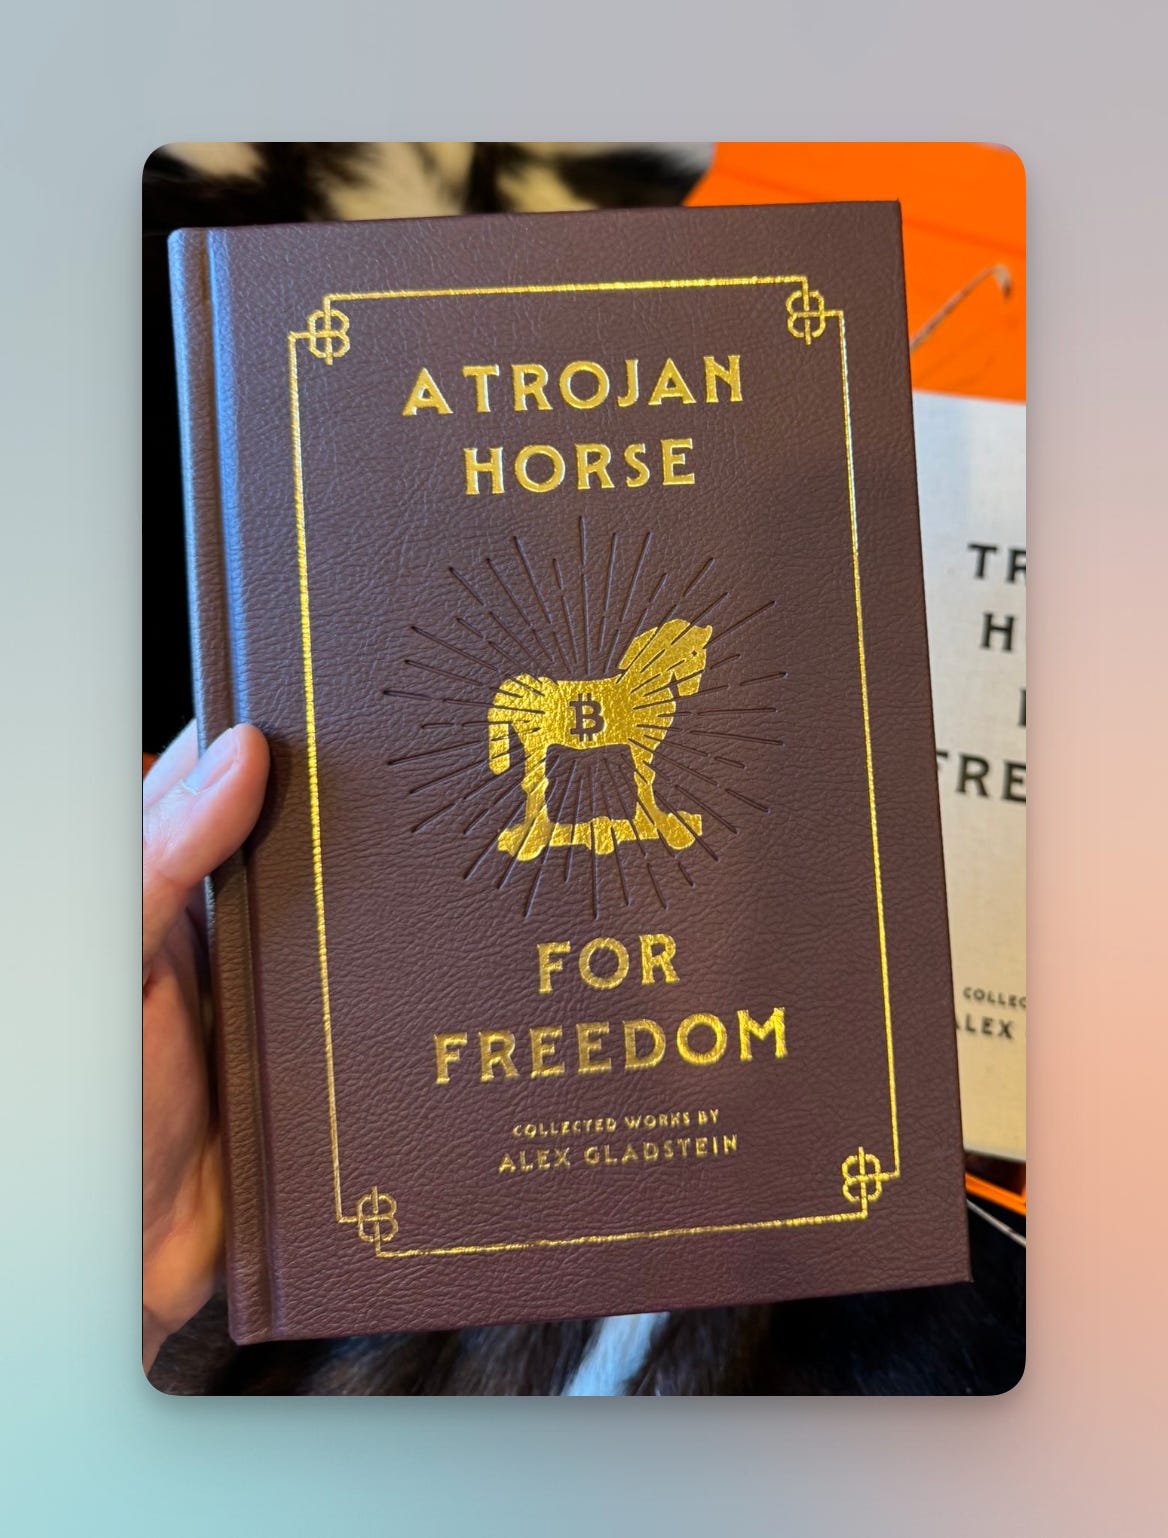 A TROJAN
HORSE
FOR
FREEDOM
COLLECTED WORKS BY
ALEX GLADSTEIN